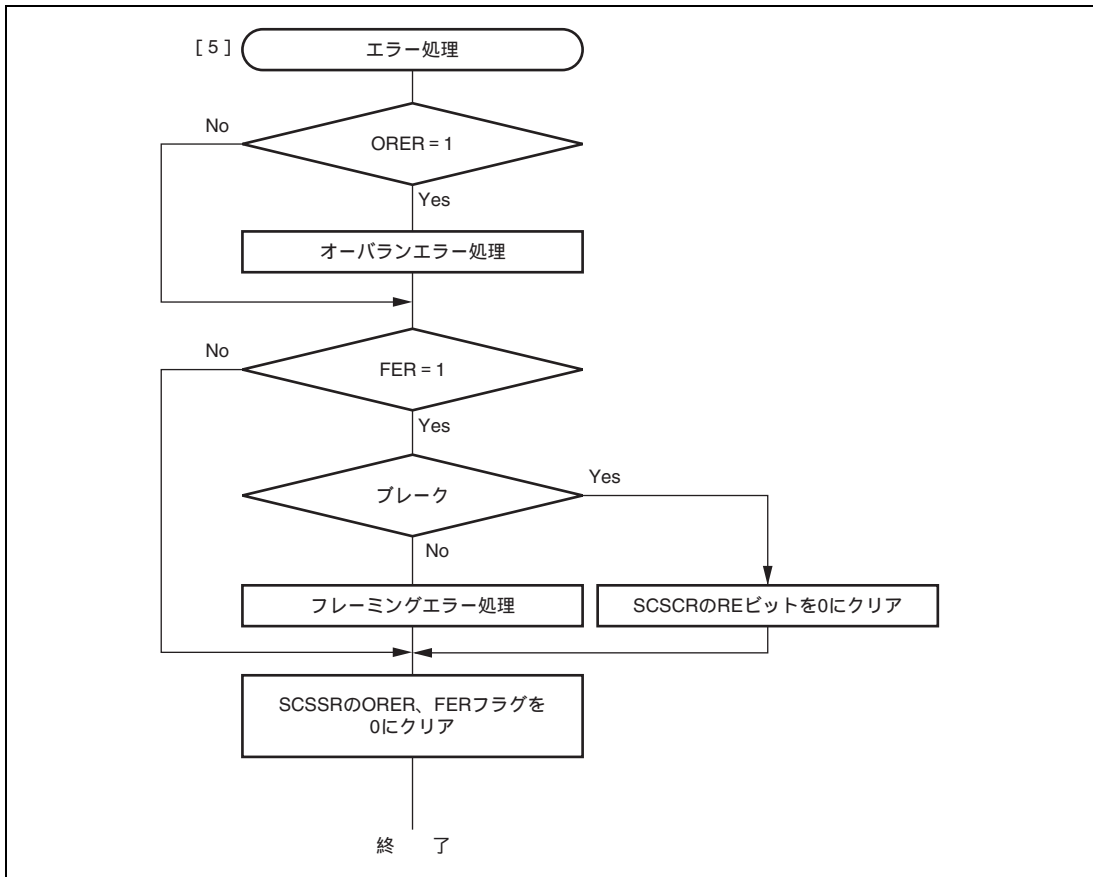 [ 5 ]
エラー処理
No
ORER = 1
Yes
オーバランエラー処理
No
FER = 1
Yes
ブレーク
Yes
No
フレーミングエラー処理
SCSCRのREビットを0にクリア
SCSSRのORER、FERフラグを
0にクリア
終　了